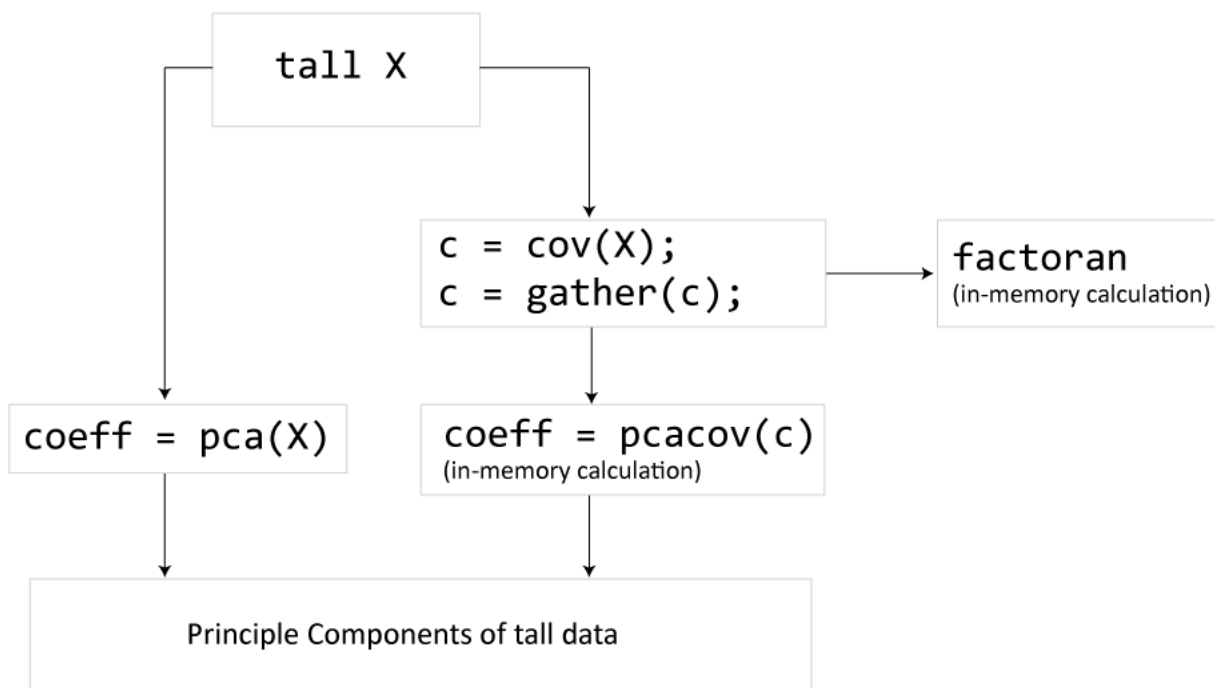 tall X
c = cov(X);
c = gather(c);
factoran
(in-memory calculation)
coeff = pca(X)
coeff = pcacov(c)
(in-memory calculation)
Principle Components of tall data